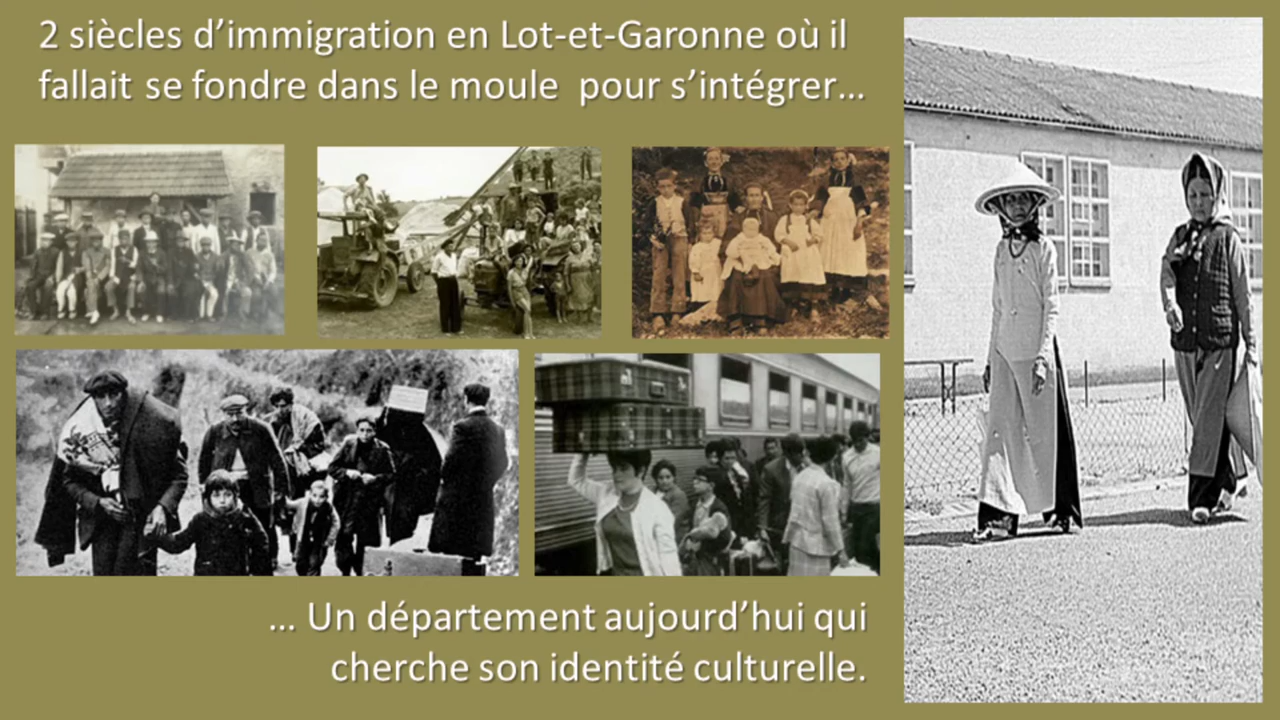 2 siècles d’immigration en Lot-et-Garonne où il
fallait se fondre dans le moule pour s’intégrer...
... Un département aujourd’hui qui
cherche son identité culturelle.